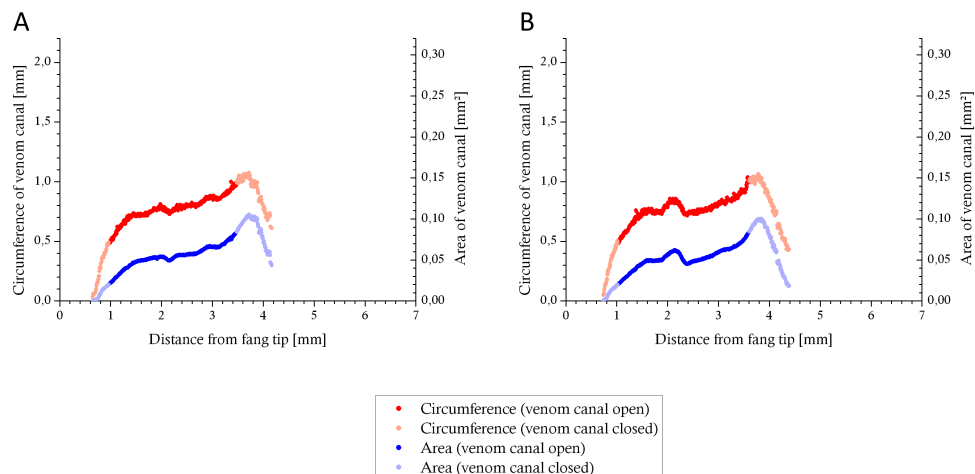 A
B
Circumference of venom canal [mm]
2,0
1,5
1,0
0,5
0,0
0,30
0,25
0,20
0,15
0,10
0,05
0,00
Area of venom canal [mm²]
0 1 2 3 4 5 6 7
Distance from fang tip [mm]
Circumference of venom canal [mm]
2,0
1,5
1,0
0,5
0,0
0,30
0,25
0,20
0,15
0,10
0,05
0,00
Area of venom canal [mm²]
0 1 2 3 4 5 6 7
Distance from fang tip [mm]
Circumference (venom canal open)
Circumference (venom canal closed)
Area (venom canal open)
Area (venom canal closed)